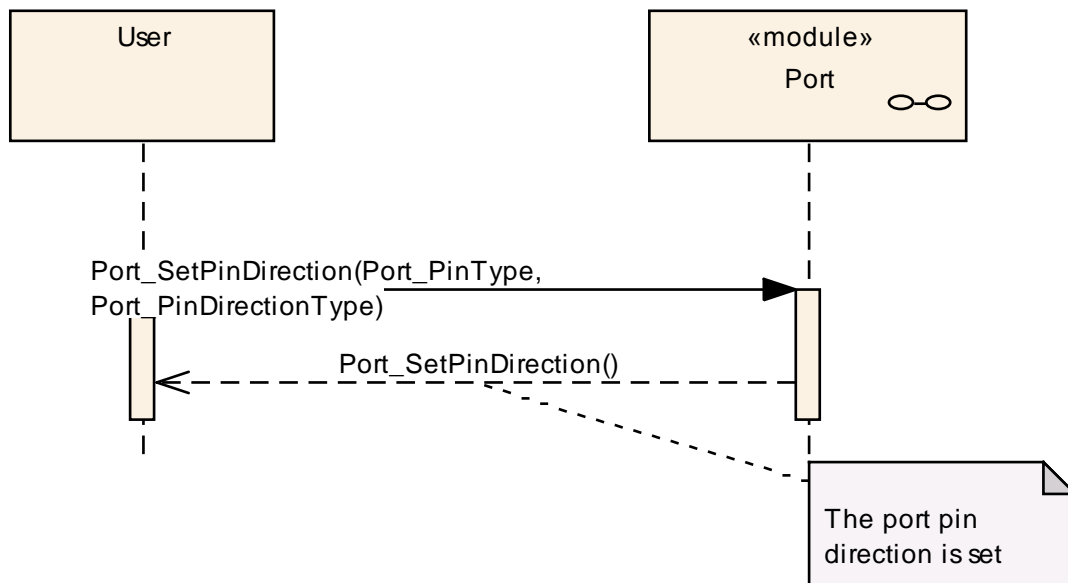 User
«module»
Port
Port_SetPinDirection(Port_PinType,
Port_PinDirectionType)
Port_SetPinDirection()
The port pin
direction is set